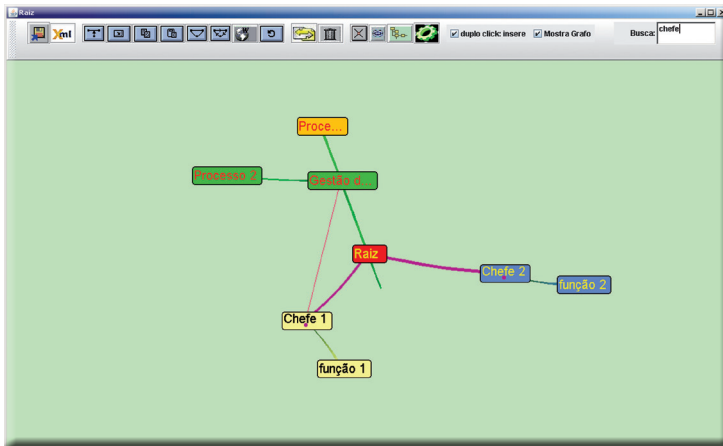 Raiz
Xml
duplo click: insere
Mostra Grafo
Busca:
chefe
Proce...
Processo 2
Gestão d...
Raiz
Chefe 2
função 2
Chefe 1
função 1